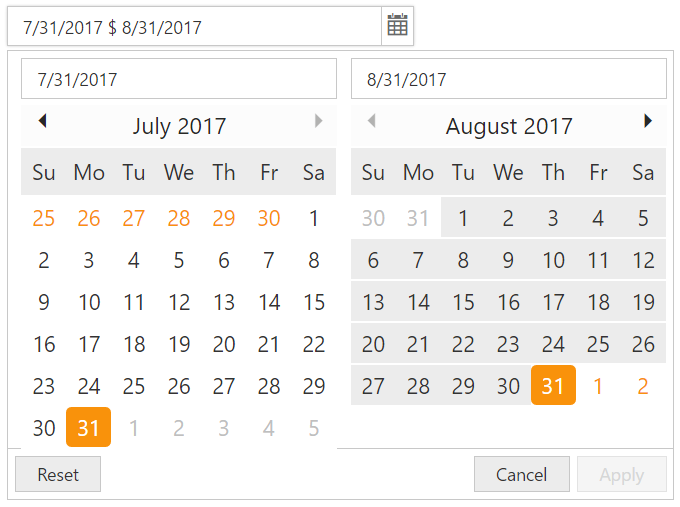 7/31/2017 $ 8/31/2017
7/31/2017
8/31/2017
July 2017
August 2017
Su Mo Tu We Th Fr Sa
25 26 27 28 29 30 1
2 3 4 5 6 7 8
9 10 11 12 13 14 15
16 17 18 19 20 21 22
23 24 25 26 27 28 29
30 31 1 2 3 4 5
Su Mo Tu We Th Fr Sa
30 31 1 2 3 4 5
6 7 8 9 10 11 12
13 14 15 16 17 18 19
20 21 22 23 24 25 26
27 28 29 30 31 1 2
Reset
Cancel
Apply